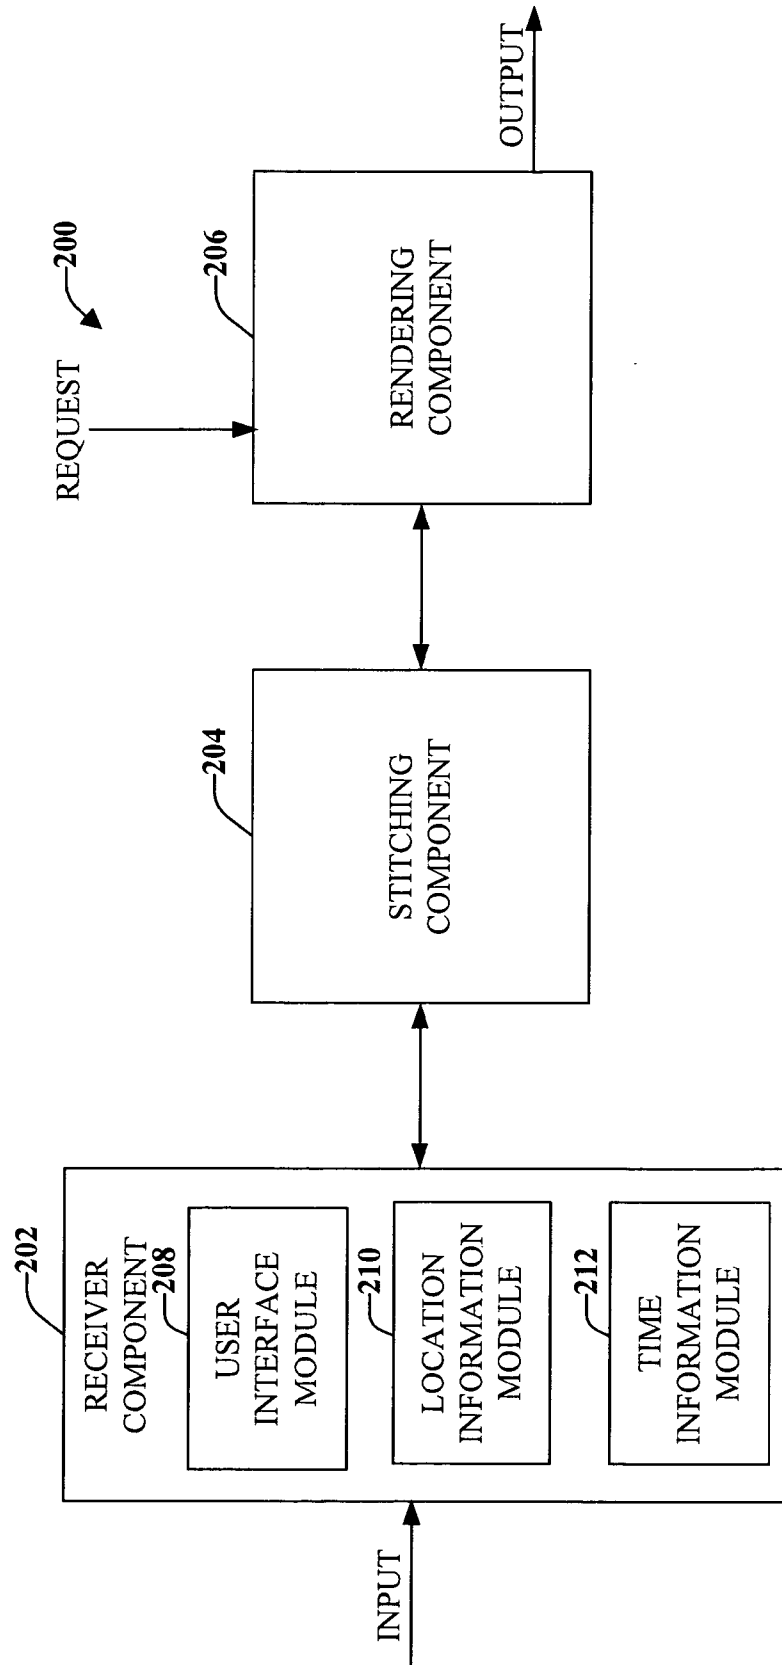 INPUT
202
RECEIVER
COMPONENT
208
USER
INTERFACE
MODULE
210
LOCATION
INFORMATION
MODULE
212
TIME
INFORMATION
MODULE
204
STITCHING
COMPONENT
REQUEST
200
206
RENDERING
COMPONENT
OUTPUT